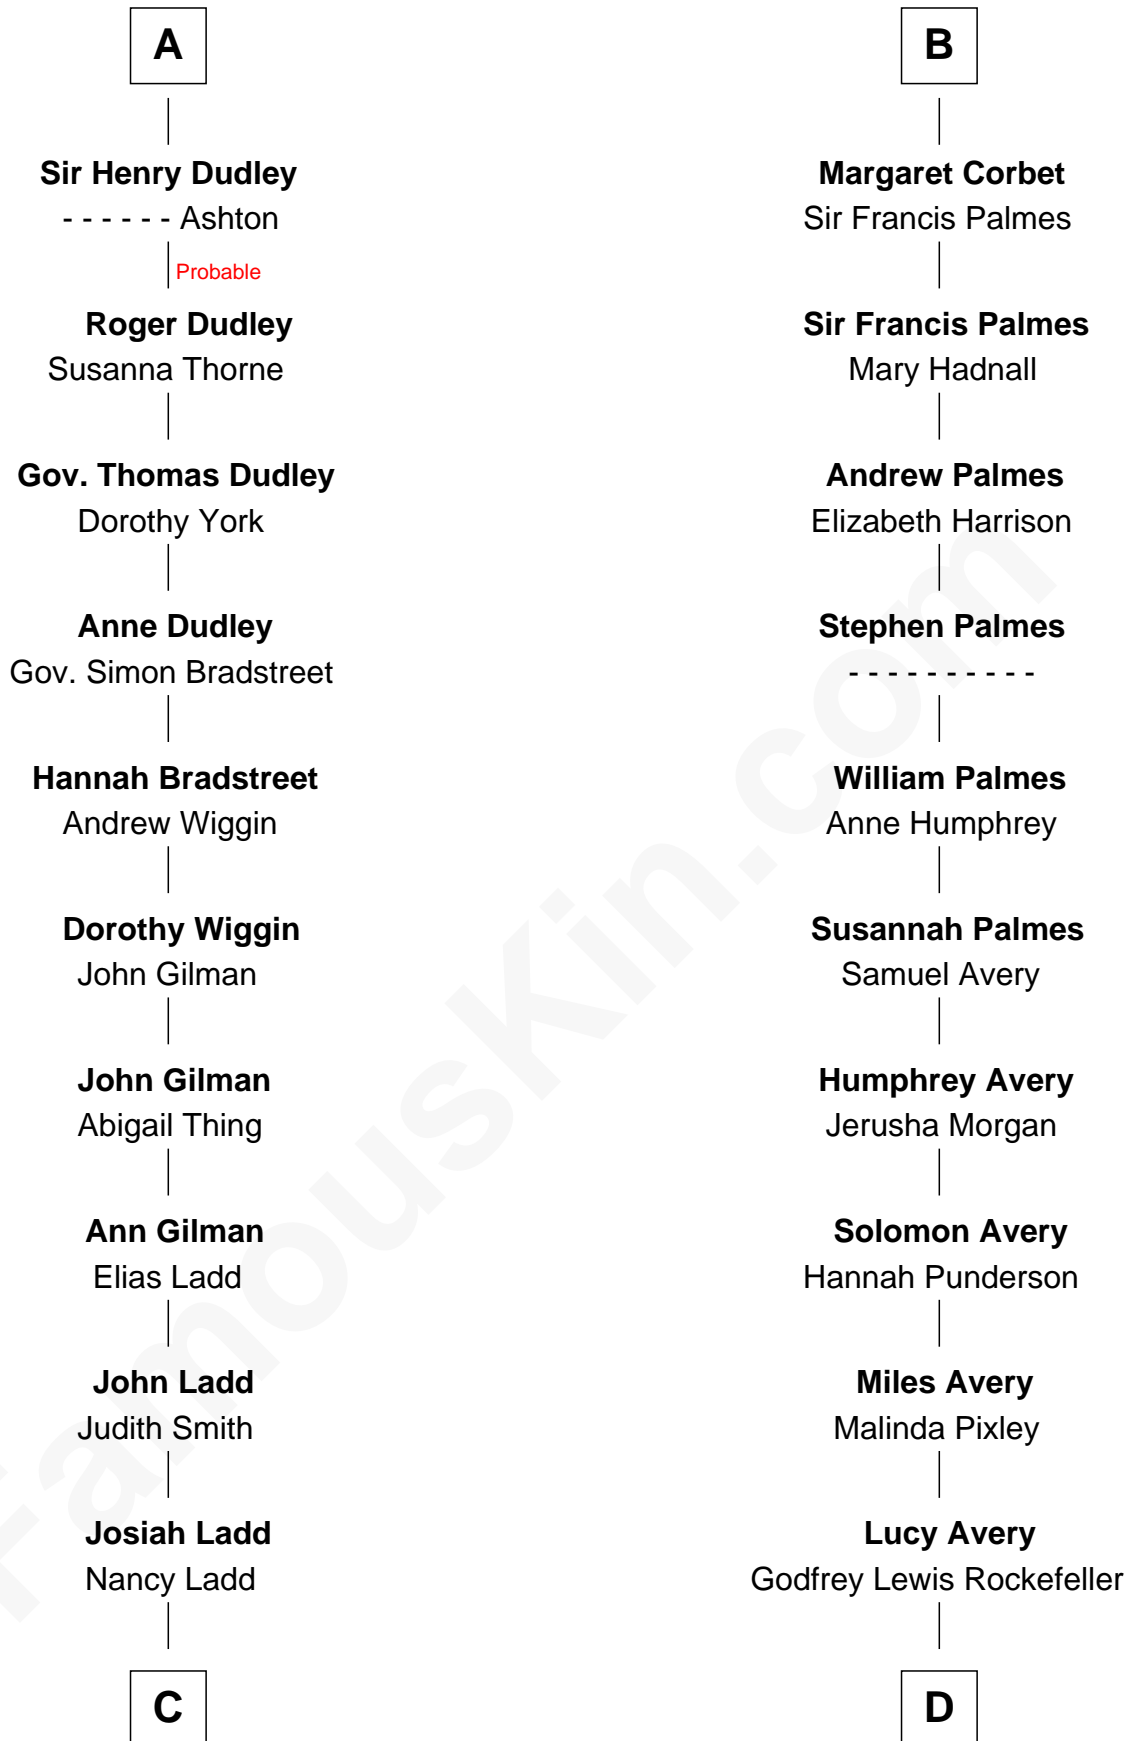 A
Sir Henry Dudley
- - - - - - Ashton
Probable
Roger Dudley
Susanna Thorne
Gov. Thomas Dudley
Dorothy York
Anne Dudley
Gov. Simon Bradstreet
Hannah Bradstreet
Andrew Wiggin
Dorothy Wiggin
John Gilman
John Gilman
Abigail Thing
Ann Gilman
Elias Ladd
John Ladd
Judith Smith
Josiah Ladd
Nancy Ladd
C
B
Margaret Corbet
Sir Francis Palmes
Sir Francis Palmes
Mary Hadnall
Andrew Palmes
Elizabeth Harrison
Stephen Palmes
- - - - - - - - - -
William Palmes
Anne Humphrey
Susannah Palmes
Samuel Avery
Humphrey Avery
Jerusha Morgan
Solomon Avery
Hannah Punderson
Miles Avery
Malinda Pixley
Lucy Avery
Godfrey Lewis Rockefeller
D
FamousKin.com